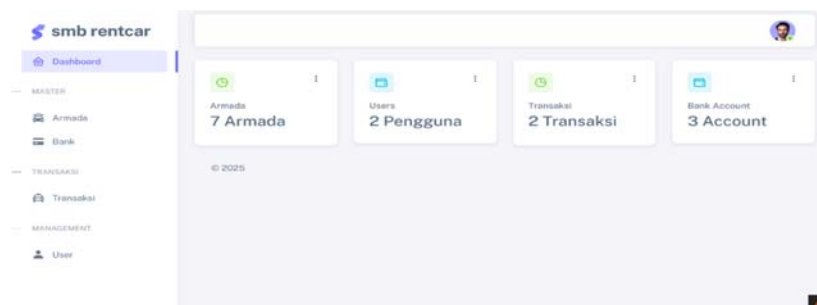 smb rentcar
Dashboard
MASTER
Armada
Bank
TRANSAKSI
Transaksi
MANAGEMENT
User
Armada
7 Armada
Users
2 Pengguna
Transaksi
2 Transaksi
Bank Account
3 Account
© 2025